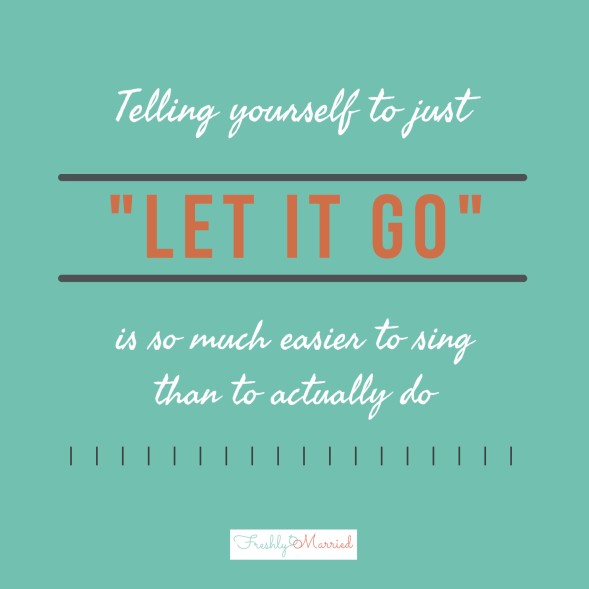 Telling yourself to just
"LET IT GO"
is so much easier to sing
than to actually do
Freshly Married